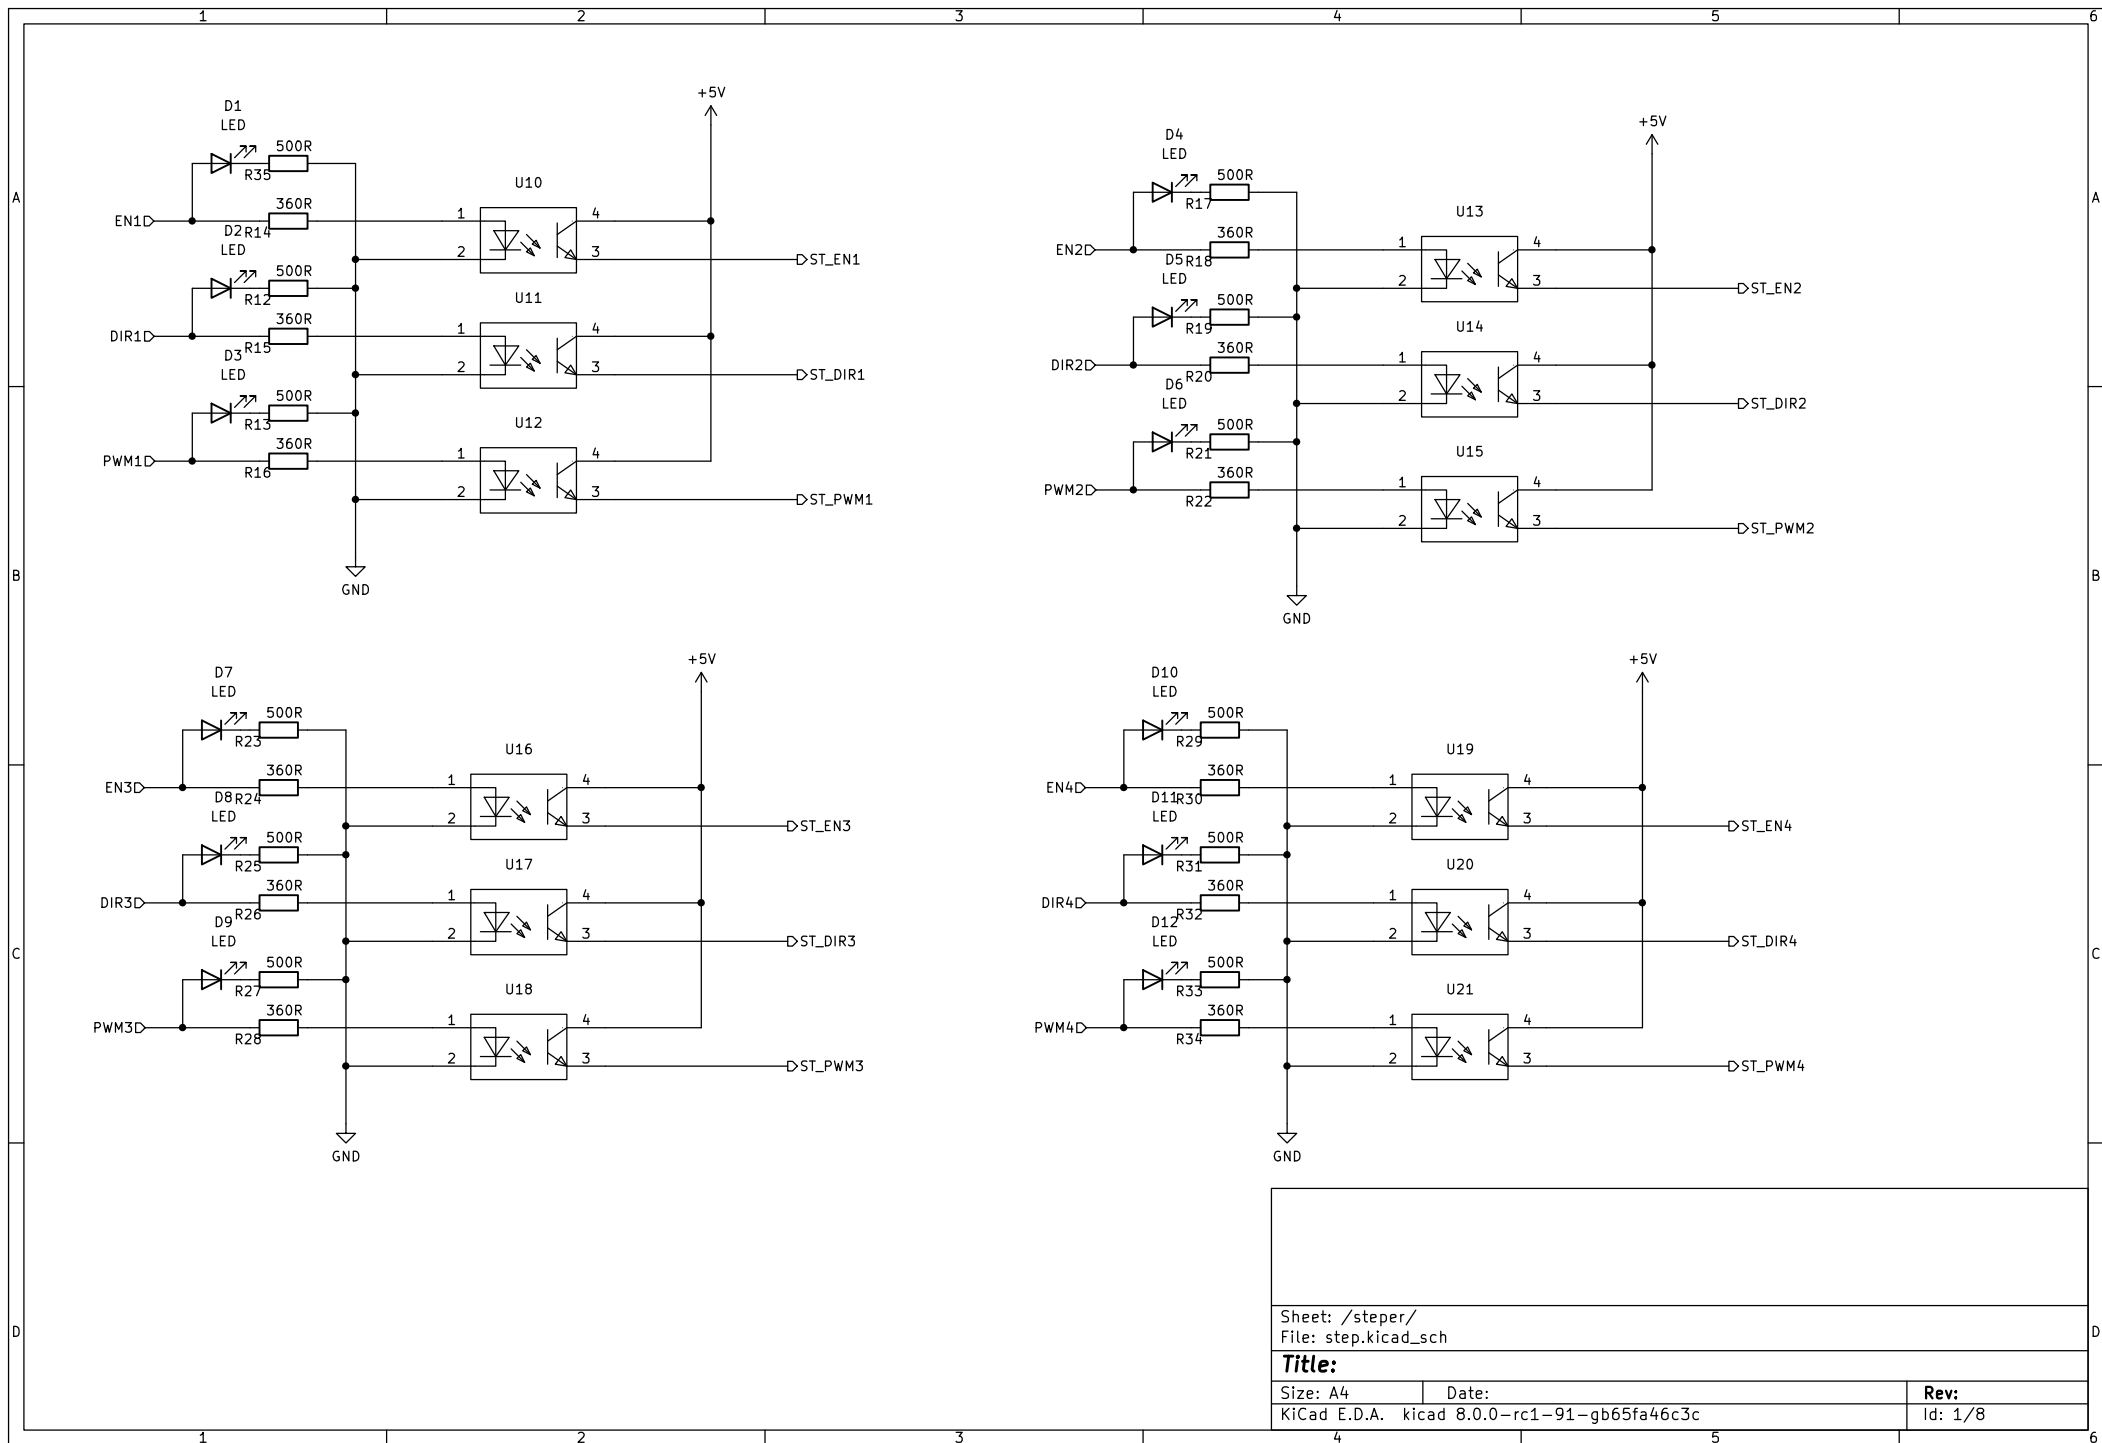 1 2 3 4 5 6
A A
B B
C C
D D
D1
LED
500R
R35
+5V
U10
EN1
360R
R14
1 4
2 3
ST_EN1
D2
LED
500R
R12
U11
DIR1
360R
R15
1 4
2 3
ST_DIR1
D3
LED
500R
R13
U12
PWM1
360R
R16
1 4
2 3
ST_PWM1
GND
D4
LED
500R
R17
+5V
U13
EN2
360R
R18
1 4
2 3
ST_EN2
D5
LED
500R
R19
U14
DIR2
360R
R20
1 4
2 3
ST_DIR2
D6
LED
500R
R21
U15
PWM2
360R
R22
1 4
2 3
ST_PWM2
GND
D7
LED
500R
R23
+5V
U16
EN3
360R
R24
1 4
2 3
ST_EN3
D8
LED
500R
R25
U17
DIR3
360R
R26
1 4
2 3
ST_DIR3
D9
LED
500R
R27
U18
PWM3
360R
R28
1 4
2 3
ST_PWM3
GND
D10
LED
500R
R29
+5V
U19
EN4
360R
R30
1 4
2 3
ST_EN4
D11
LED
500R
R31
U20
DIR4
360R
R32
1 4
2 3
ST_DIR4
D12
LED
500R
R33
U21
PWM4
360R
R34
1 4
2 3
ST_PWM4
GND
Sheet: /steper/
File: step.kicad_sch
Title:
Size: A4 Date: Rev:
KiCad E.D.A. kicad 8.0.0-rc1-91-gb65fa46c3c Id: 1/8
1 2 3 4 5 6